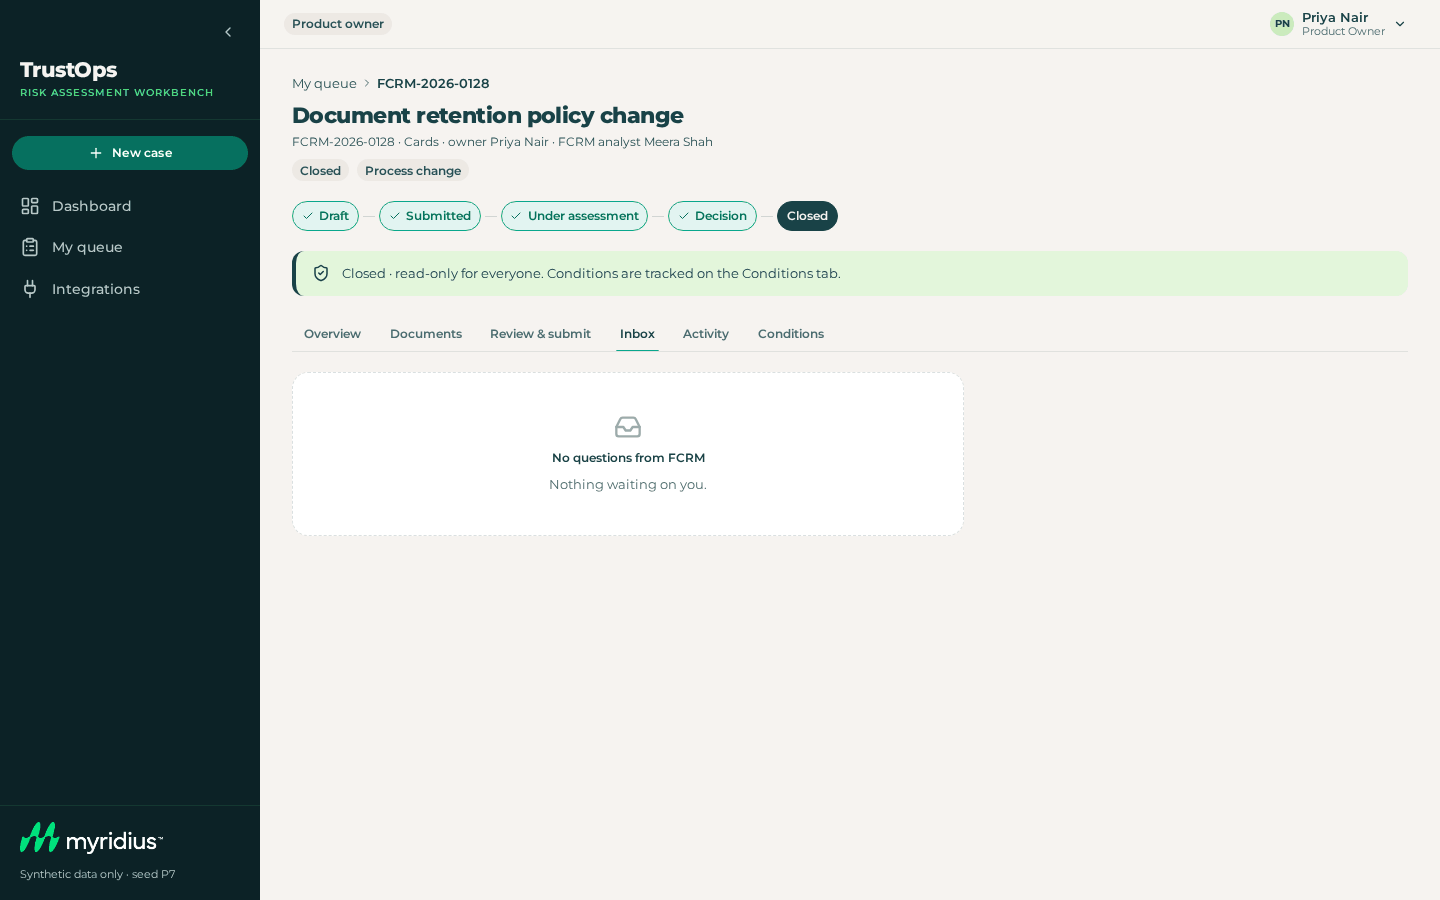 TrustOps
RISK ASSESSMENT WORKBENCH
New case
Dashboard
My queue
Integrations
myridius™
Synthetic data only · seed P7
Product owner
PN
Priya Nair
Product Owner
My queue > FCRM-2026-0128
Document retention policy change
FCRM-2026-0128 · Cards · owner Priya Nair · FCRM analyst Meera Shah
Closed Process change
Draft Submitted Under assessment Decision Closed
Closed · read-only for everyone. Conditions are tracked on the Conditions tab.
Overview Documents Review & submit Inbox Activity Conditions
No questions from FCRM
Nothing waiting on you.